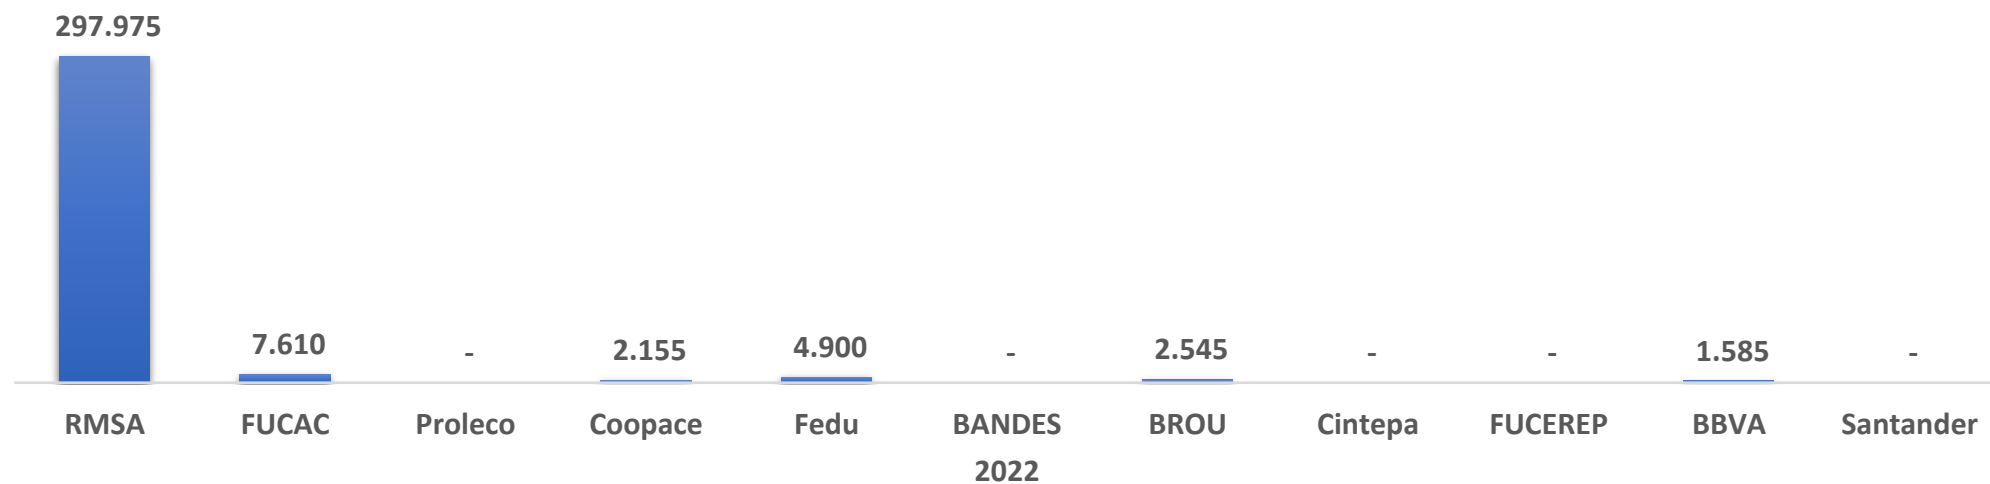 297.975
7.610 - 2.155 4.900 - 2.545 - - 1.585 -
RMSA FUCAC Proleco Coopace Fedu BANDES BROU Cintepa FUCEREP BBVA Santander
2022